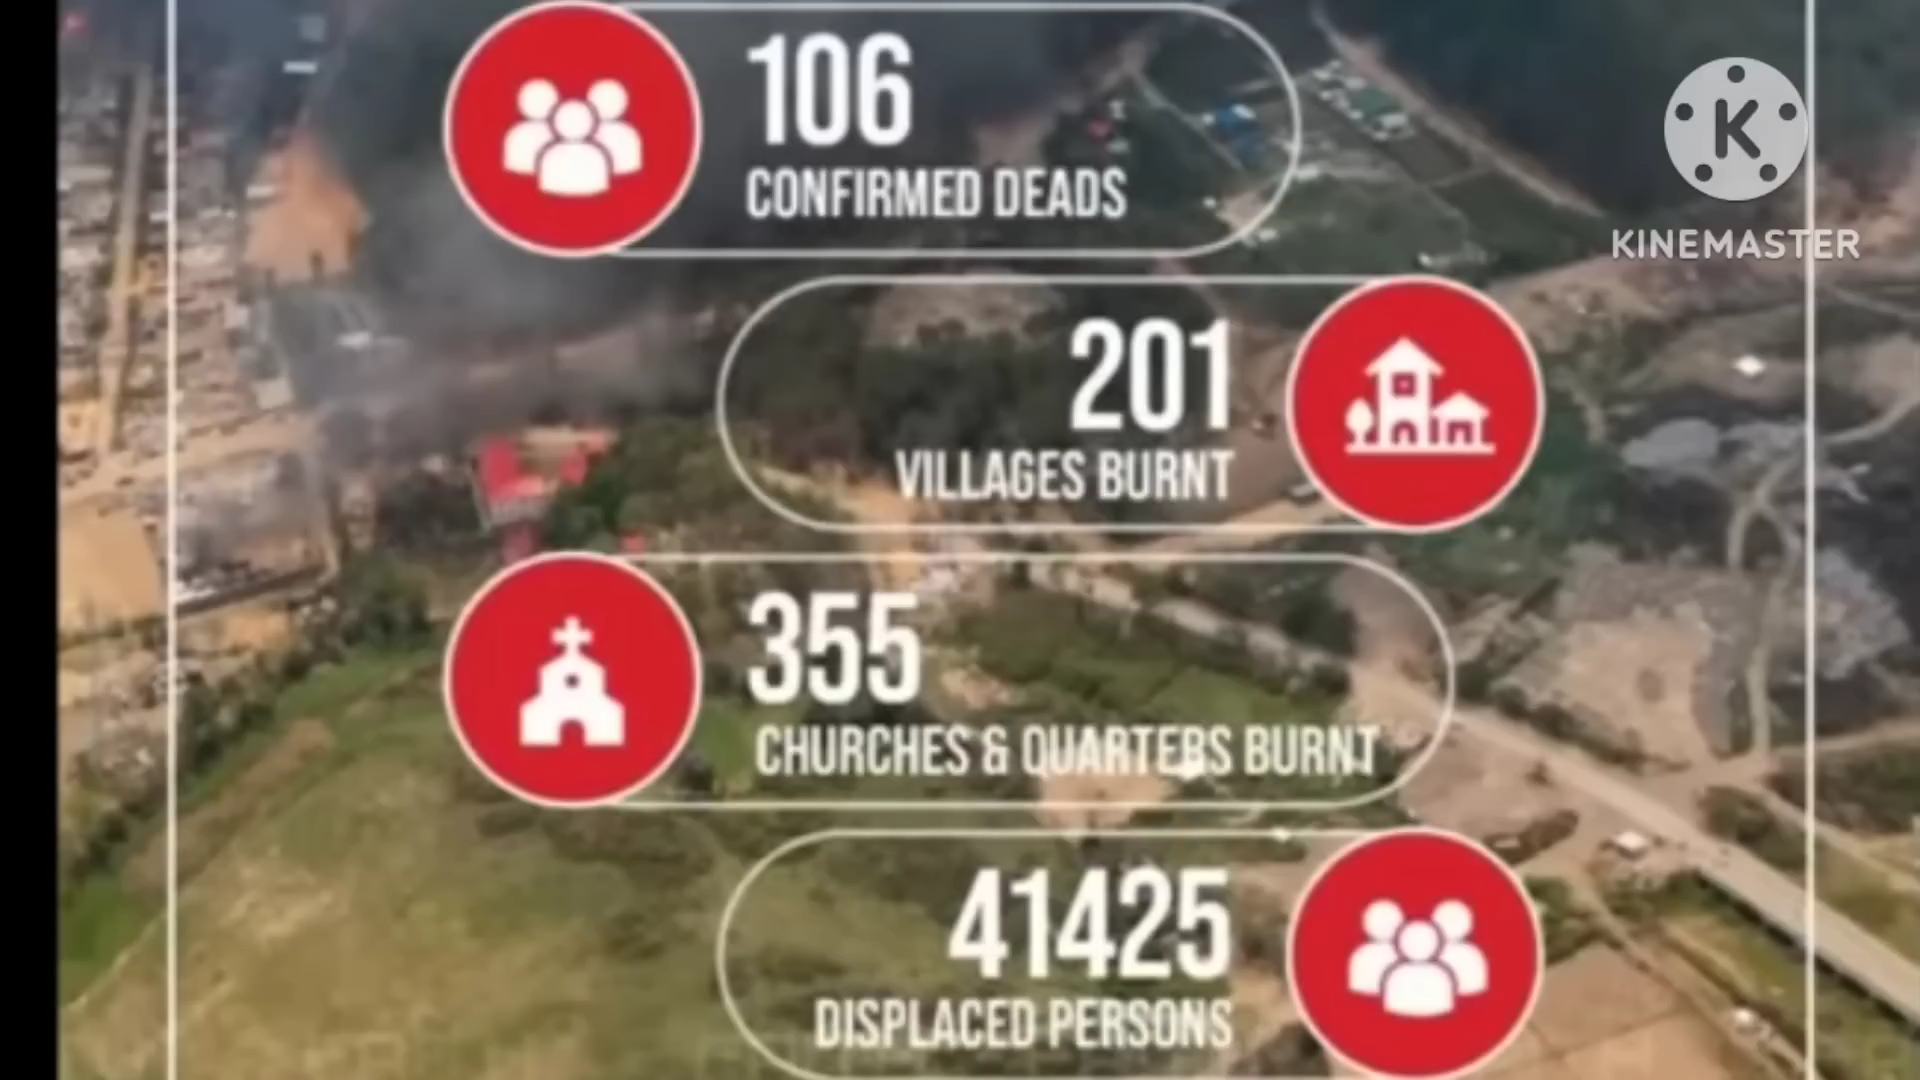 106
CONFIRMED DEADS
K
KINEMASTER
201
VILLAGES BURNT
355
CHURCHES & QUARTERS BURNT
41425
DISPLACED PERSONS